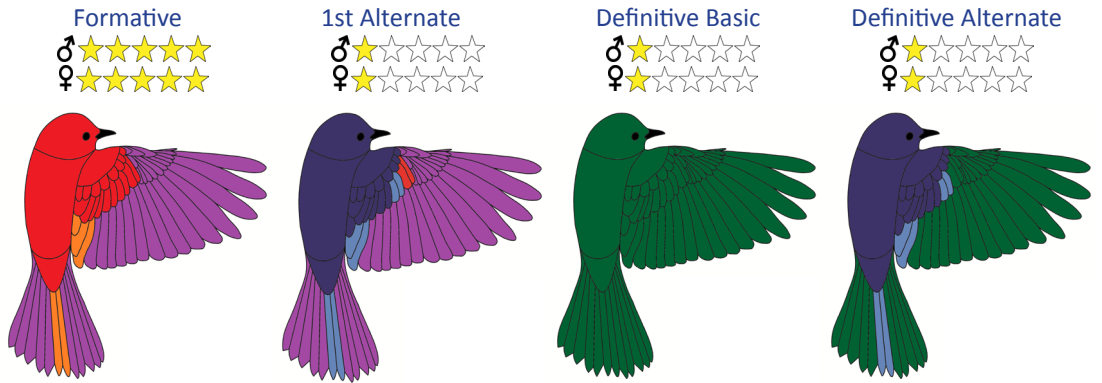 Formative
1st Alternate
Definitive Basic
Definitive Alternate
♂
♀
♂
♀
♂
♀
♂
♀